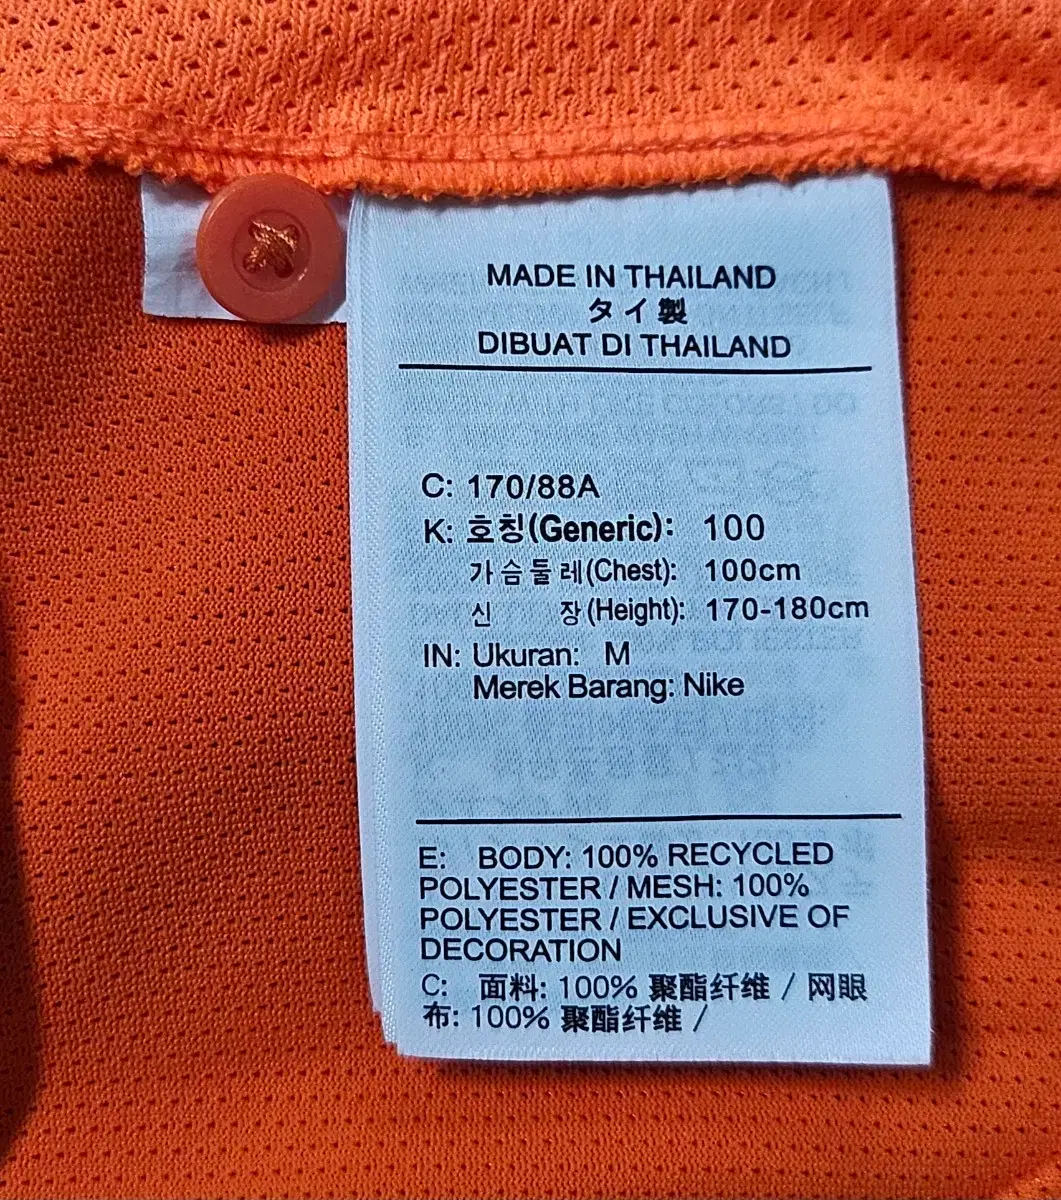 MADE IN THAILAND
タイ製
DIBUAT DI THAILAND
C: 170/88A
K: 호칭(Generic): 100
가슴둘레(Chest): 100cm
신 장(Height): 170-180cm
IN: Ukuran: M
Merek Barang: Nike
E: BODY: 100% RECYCLED
POLYESTER / MESH: 100%
POLYESTER / EXCLUSIVE OF
DECORATION
C: 面料: 100% 聚酯纤维 / 网眼
布: 100% 聚酯纤维 /